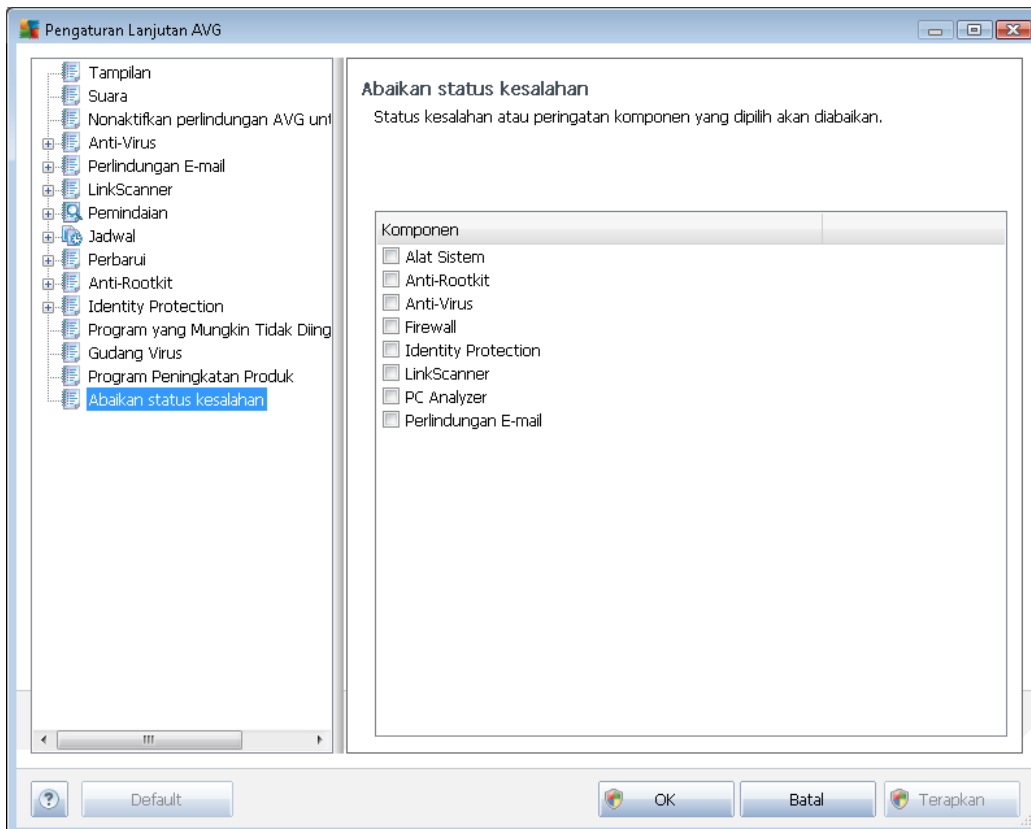 Pengaturan Lanjutan AVG
Tampilan
Suara
Nonaktifkan perlindungan AVG unt
Anti-Virus
Perlindungan E-mail
LinkScanner
Pemindaian
Jadwal
Perbarui
Anti-Rootkit
Identity Protection
Program yang Mungkin Tidak Diing
Gudang Virus
Program Peningkatan Produk
Abaikan status kesalahan
Abaikan status kesalahan
Status kesalahan atau peringatan komponen yang dipilih akan diabaikan.
Komponen
Alat Sistem
Anti-Rootkit
Anti-Virus
Firewall
Identity Protection
LinkScanner
PC Analyzer
Perlindungan E-mail
? Default OK Batal Terapkan